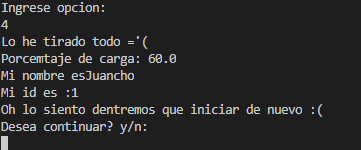 Ingrese opcion:
4
Lo he tirado todo ='(
Porcemtaje de carga: 60.0
Mi nombre esJuancho
Mi id es :1
Oh lo siento dentremos que iniciar de nuevo :(
Desea continuar? y/n: